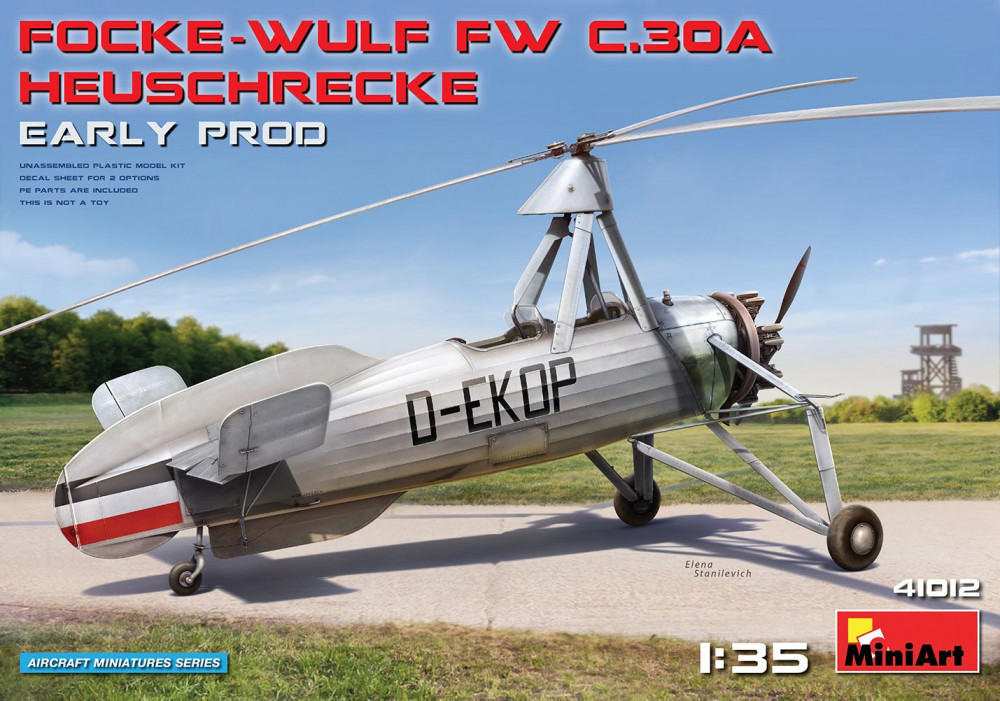 FOCKE-WULF FW C.30A
HEUSCHRECKE
EARLY PROD
UNASSEMBLED PLASTIC MODEL KIT
DECAL SHEET FOR 2 OPTIONS
PE PARTS ARE INCLUDED
THIS IS NOT A TOY
D-EKOP
Elena
Stanilevich
41012
AIRCRAFT MINIATURES SERIES
1:35
MiniArt